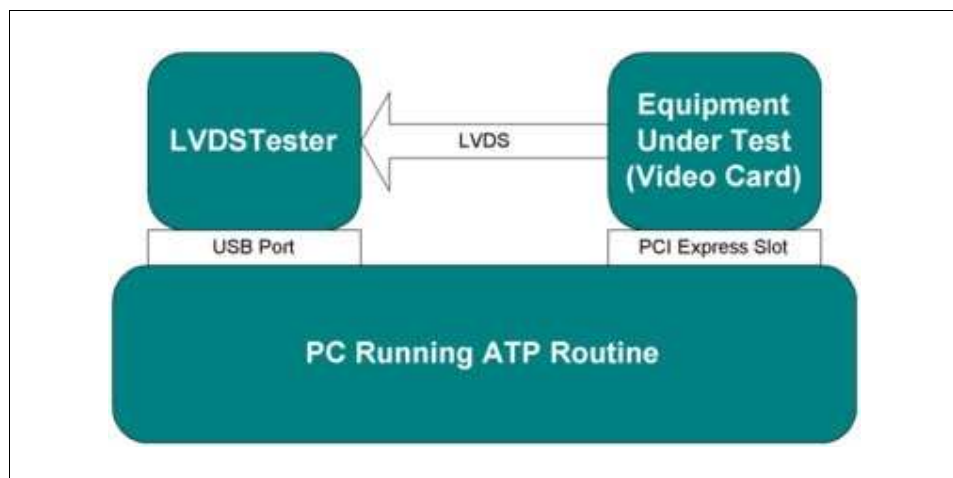 LVDSTester
LVDS
Equipment
Under Test
(Video Card)
USB Port
PCI Express Slot
PC Running ATP Routine